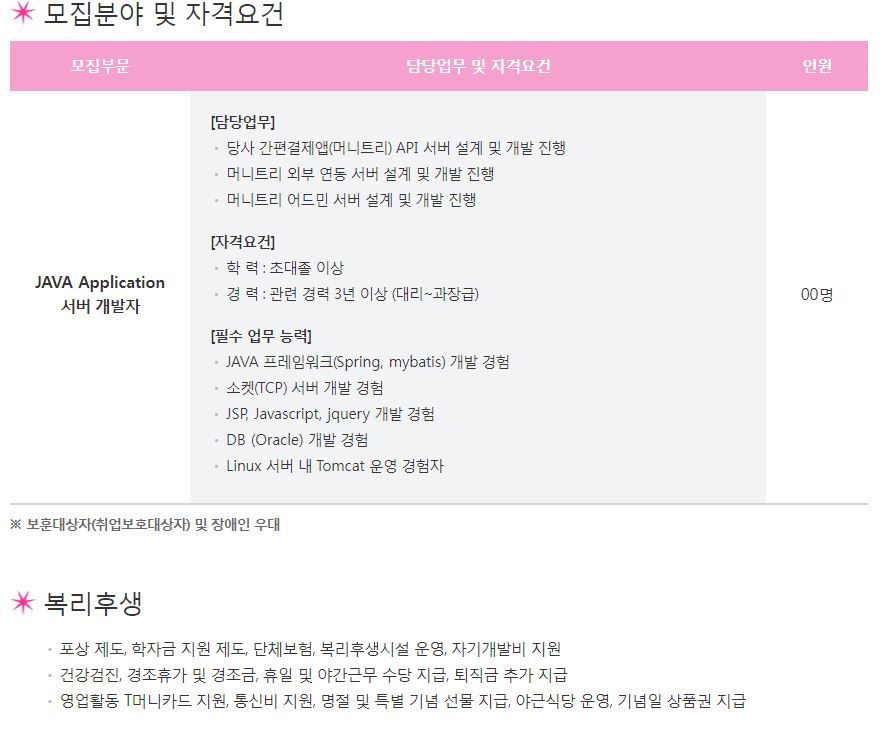 모집분야 및 자격요건
모집부문 담당업무 및 자격요건 인원
[담당업무]
· 당사 간편결제앱(머니트리) API 서버 설계 및 개발 진행
· 머니트리 외부 연동 서버 설계 및 개발 진행
· 머니트리 어드민 서버 설계 및 개발 진행
[자격요건]
· 학 력 : 초대졸 이상
· 경 력 : 관련 경력 3년 이상 (대리~과장급)
[필수 업무 능력]
· JAVA 프레임워크(Spring, mybatis) 개발 경험
· 소켓(TCP) 서버 개발 경험
· JSP, Javascript, jquery 개발 경험
· DB (Oracle) 개발 경험
· Linux 서버 내 Tomcat 운영 경험자
JAVA Application
서버 개발자
00명
※ 보훈대상자(취업보호대상자) 및 장애인 우대
복리후생
· 포상 제도, 학자금 지원 제도, 단체보험, 복리후생시설 운영, 자기개발비 지원
· 건강검진, 경조휴가 및 경조금, 휴일 및 야간근무 수당 지급, 퇴직금 추가 지급
· 영업활동 T머니카드 지원, 통신비 지원, 명절 및 특별 기념 선물 지급, 야근식당 운영, 기념일 상품권 지급